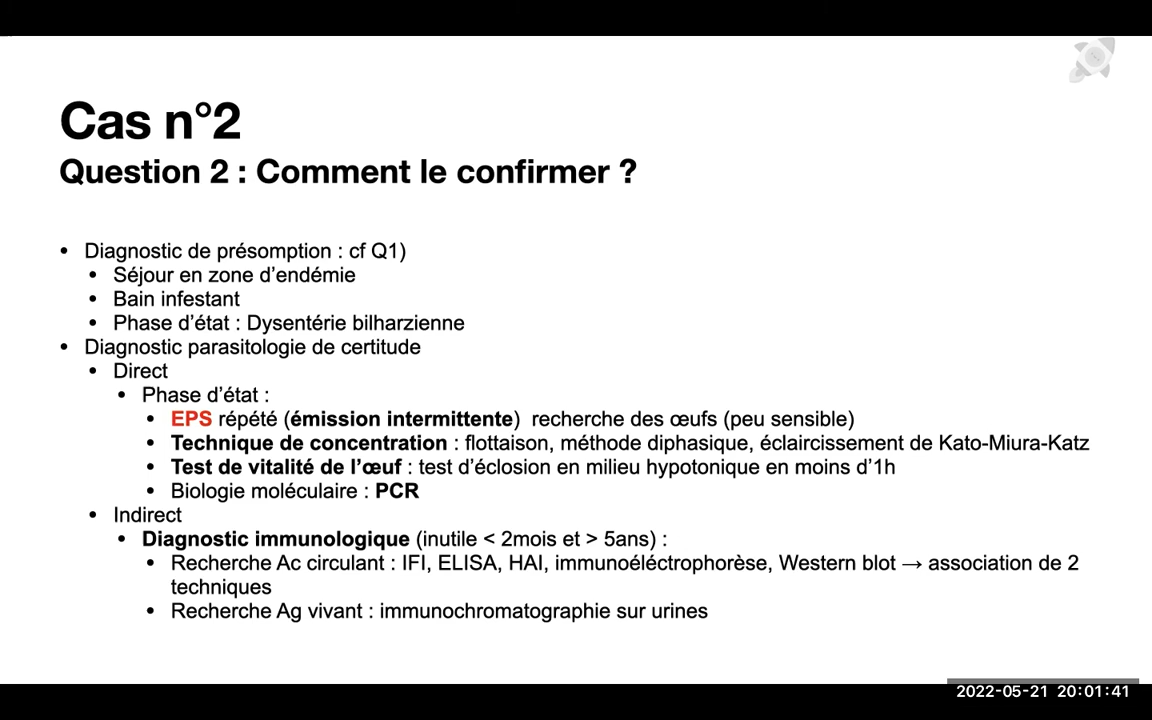 Cas n°2
Question 2 : Comment le confirmer ?
• Diagnostic de présomption : cf Q1)
• Séjour en zone d'endémie
• Bain infestant
• Phase d'état : Dysentérie bilharzienne
• Diagnostic parasitologie de certitude
• Direct
• Phase d'état :
• EPS répété (émission intermittente) recherche des œufs (peu sensible)
• Technique de concentration : flottaison, méthode diphasique, éclaircissement de Kato-Miura-Katz
• Test de vitalité de l'œuf : test d'éclosion en milieu hypotonique en moins d'1h
• Biologie moléculaire : PCR
• Indirect
• Diagnostic immunologique (inutile < 2mois et > 5ans) :
• Recherche Ac circulant : IFI, ELISA, HAI, immunoéléctrophorèse, Western blot → association de 2
techniques
• Recherche Ag vivant : immunochromatographie sur urines
2022-05-21 20:01:41